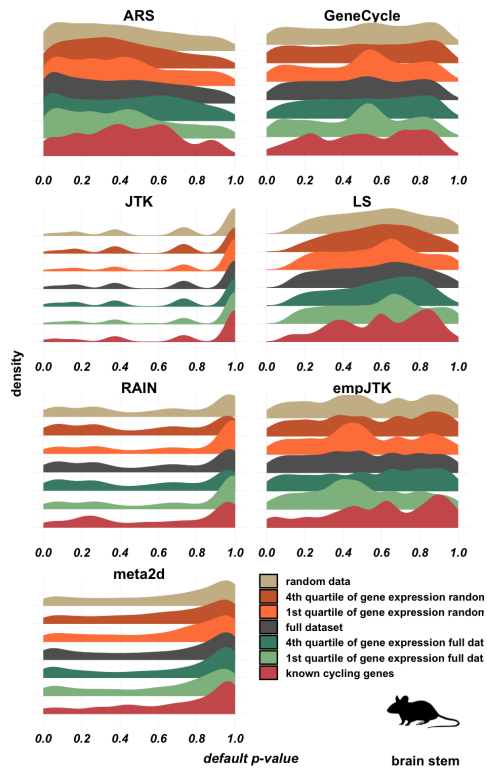 ARS GeneCycle
0.0 0.2 0.4 0.6 0.8 1.0 0.0 0.2 0.4 0.6 0.8 1.0
JTK LS
0.0 0.2 0.4 0.6 0.8 1.0 0.0 0.2 0.4 0.6 0.8 1.0
density
RAIN empJTK
0.0 0.2 0.4 0.6 0.8 1.0 0.0 0.2 0.4 0.6 0.8 1.0
meta2d
random data
4th quartile of gene expression random
1st quartile of gene expression random
full dataset
4th quartile of gene expression full dat
1st quartile of gene expression full data
known cycling genes
0.0 0.2 0.4 0.6 0.8 1.0
default p-value
brain stem